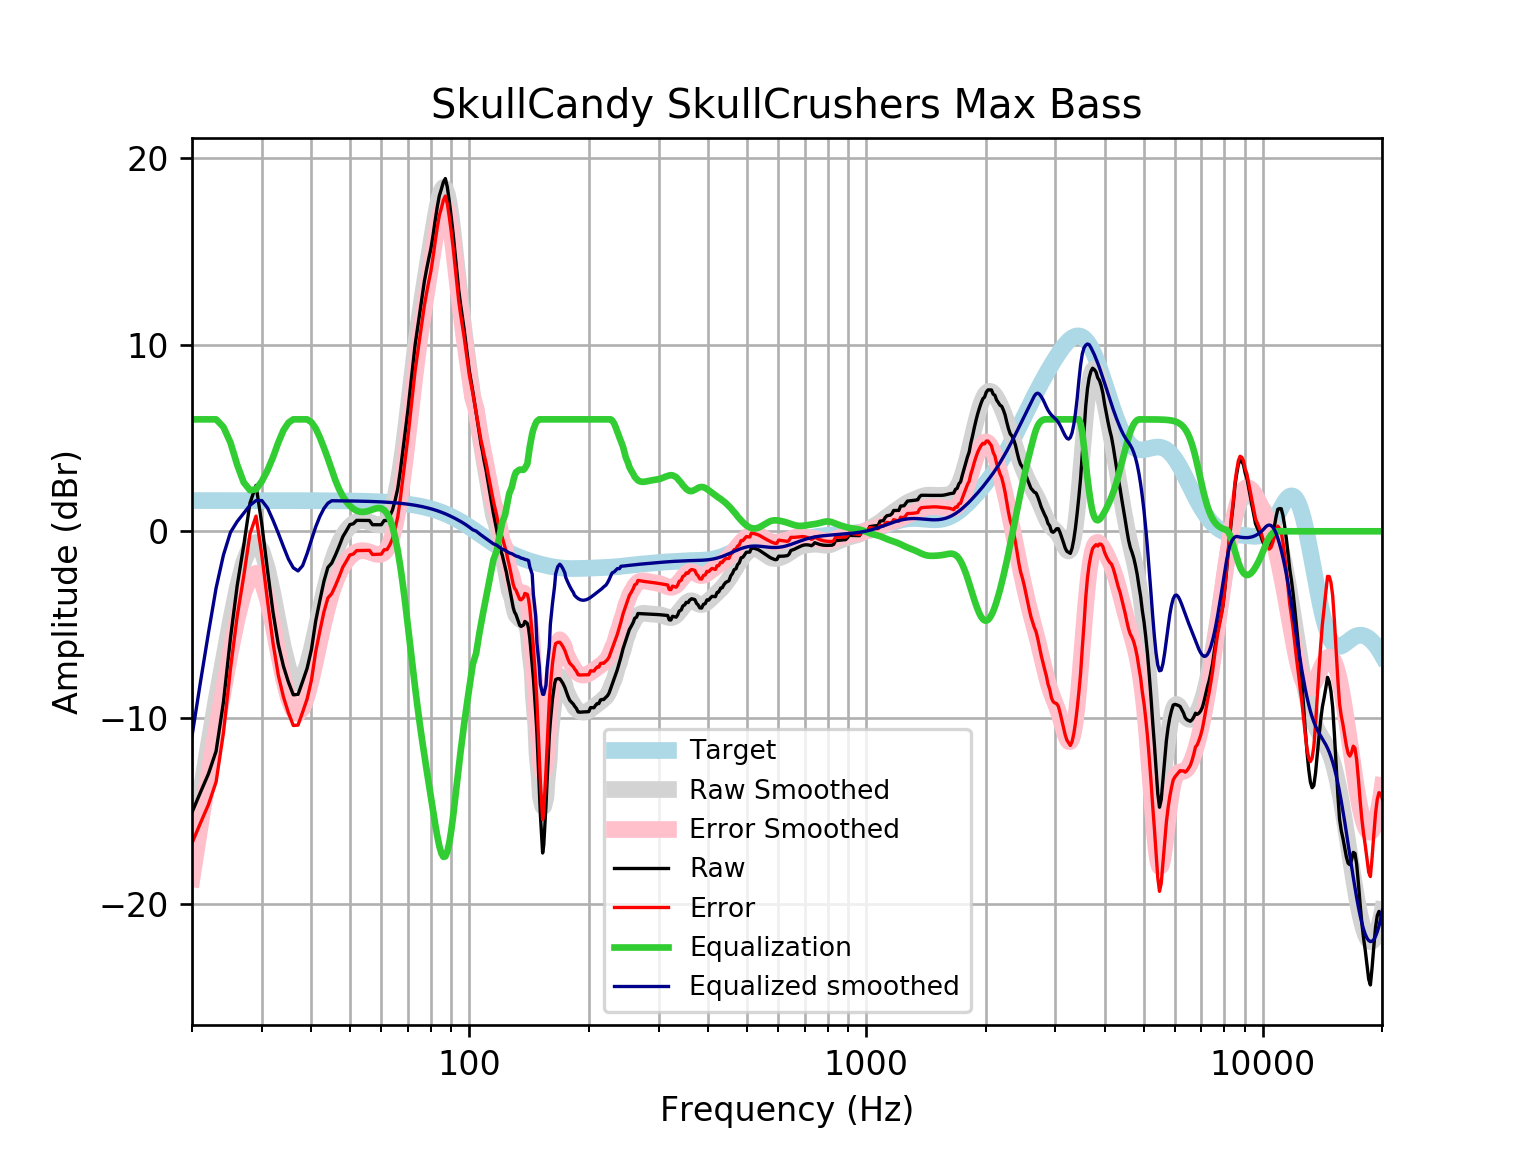 SkullCandy SkullCrushers Max Bass
20
10
0
−10
−20
Amplitude (dBr)
Target
Raw Smoothed
Error Smoothed
Raw
Error
Equalization
Equalized smoothed
100
1000
10000
Frequency (Hz)